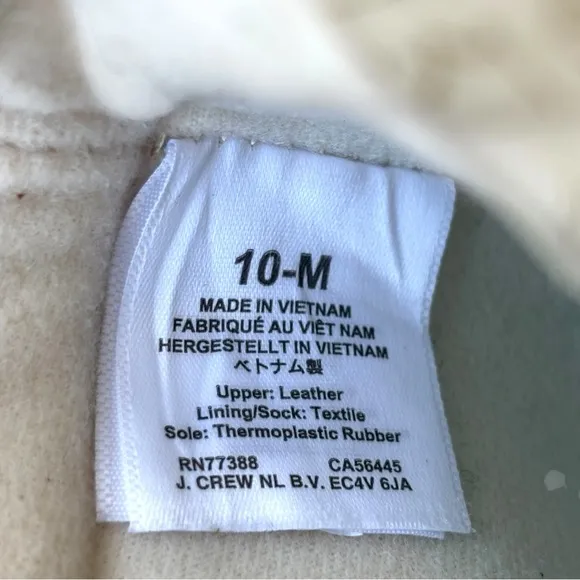 10-M
MADE IN VIETNAM
FABRIQUÉ AU VIÊT NAM
HERGESTELLT IN VIETNAM
ベトナム製
Upper: Leather
Lining/Sock: Textile
Sole: Thermoplastic Rubber
RN77388 CA56445
J. CREW NL B.V. EC4V 6JA